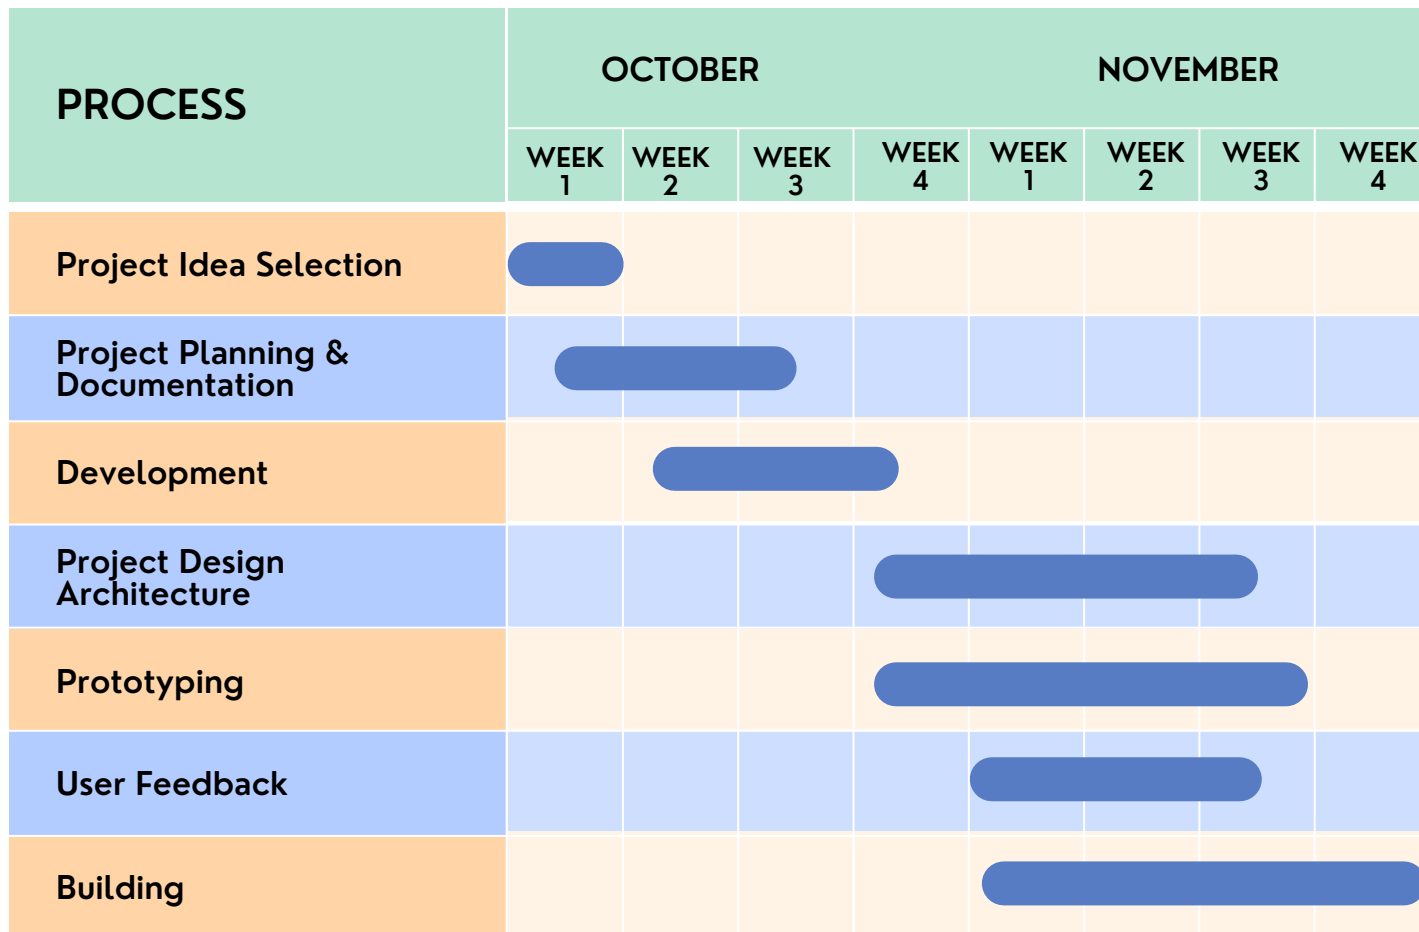 PROCESS
OCTOBER
NOVEMBER
WEEK
1
WEEK
2
WEEK
3
WEEK
4
WEEK
1
WEEK
2
WEEK
3
WEEK
4
Project Idea Selection
Project Planning &
Documentation
Development
Project Design
Architecture
Prototyping
User Feedback
Building